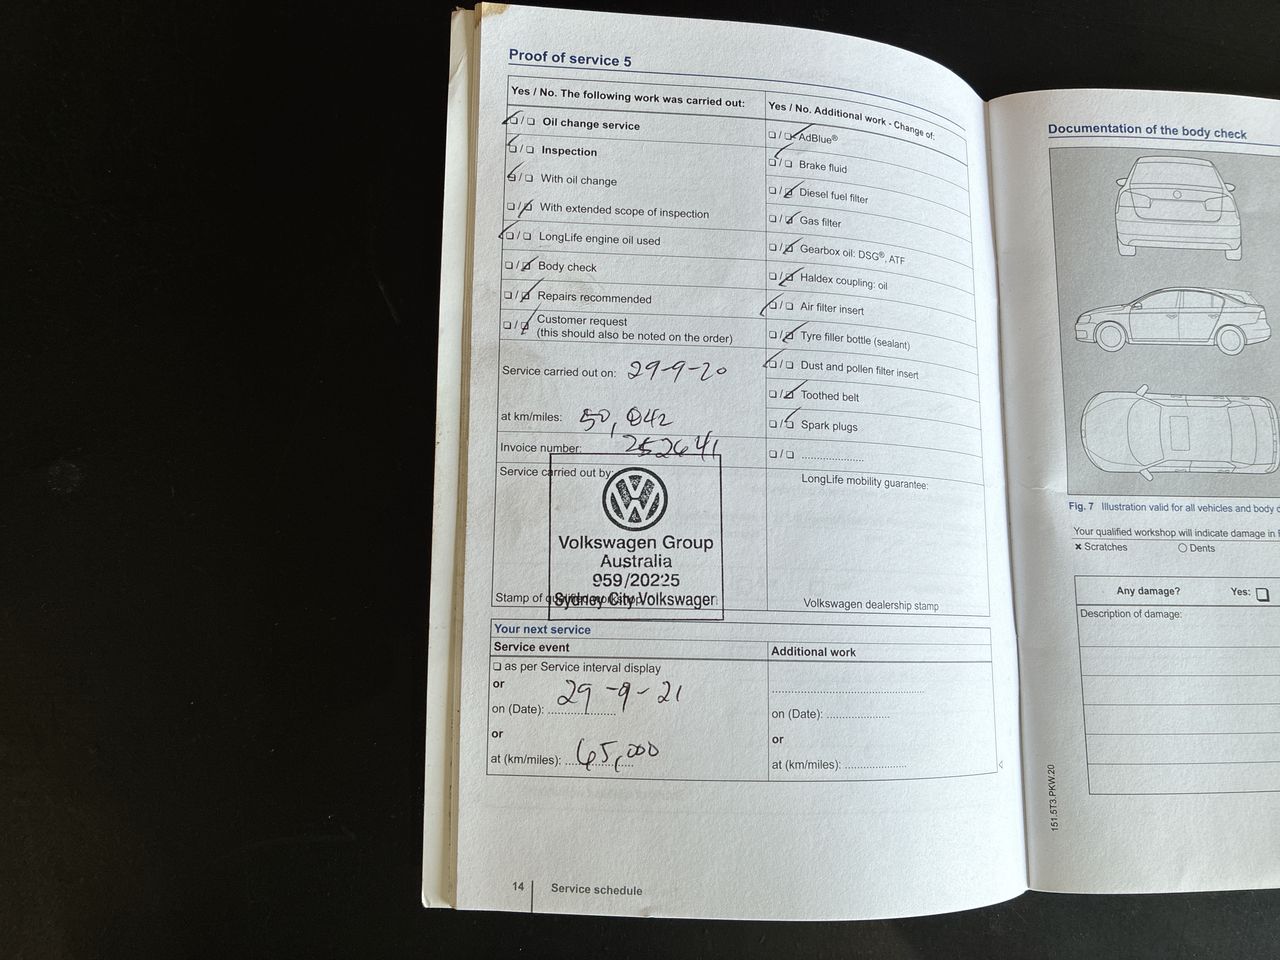 Proof of service 5
Yes / No. The following work was carried out:
❏ / ❏ Oil change service
❏ / ❏ Inspection
❏ / ❏ With oil change
❏ / ❏ With extended scope of inspection
❏ / ❏ LongLife engine oil used
❏ / ❏ Body check
❏ / ❏ Repairs recommended
❏ / ❏ Customer request
(this should also be noted on the order)
Service carried out on: 29-9-20
at km/miles: 50,042
Invoice number: 252641
Service carried out by:
Volkswagen Group
Australia
959/20225
Sydney City Volkswagen
Stamp of qualified workshop
Yes / No. Additional work - Change of:
❏ / ❏ AdBlue®
❏ / ❏ Brake fluid
❏ / ❏ Diesel fuel filter
❏ / ❏ Gas filter
❏ / ❏ Gearbox oil: DSG®, ATF
❏ / ❏ Haldex coupling: oil
❏ / ❏ Air filter insert
❏ / ❏ Tyre filler bottle (sealant)
❏ / ❏ Dust and pollen filter insert
❏ / ❏ Toothed belt
❏ / ❏ Spark plugs
❏ / ❏ .....................
LongLife mobility guarantee:
Volkswagen dealership stamp
Your next service
Service event
❏ as per Service interval display
or
on (Date): 29-9-21
or
at (km/miles): 65,000
Additional work
on (Date): ....................
or
at (km/miles): ....................
14 Service schedule
Documentation of the body check
Fig. 7 Illustration valid for all vehicles and body
Your qualified workshop will indicate damage in
× Scratches ○ Dents
Any damage? Yes: ❏
Description of damage:
151.5T3.PKW.20